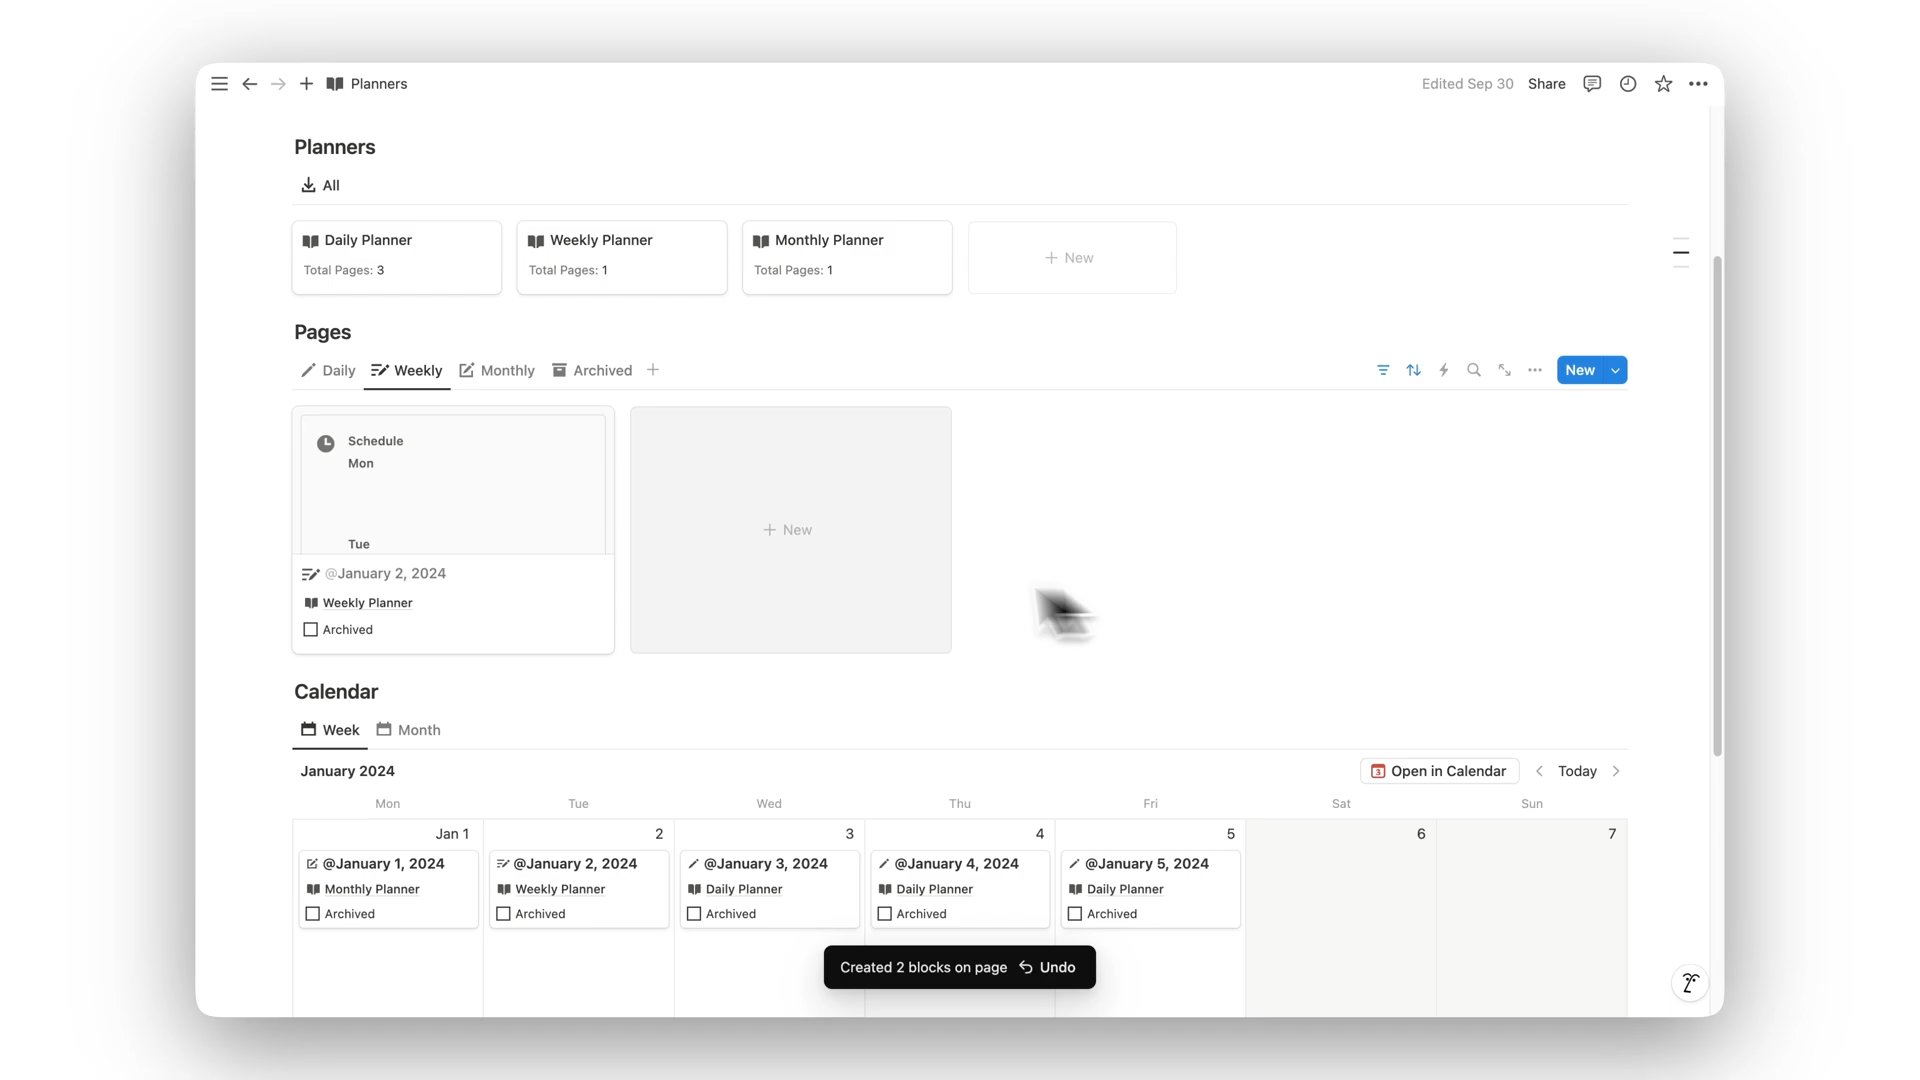 Planners
Edited Sep 30 Share
Planners
All
Daily Planner
Total Pages: 3
Weekly Planner
Total Pages: 1
Monthly Planner
Total Pages: 1
+ New
Pages
Daily Weekly Monthly Archived +
New
Schedule
Mon
Tue
@January 2, 2024
Weekly Planner
Archived
+ New
Calendar
Week Month
January 2024
3 Open in Calendar < Today >
Mon Tue Wed Thu Fri Sat Sun
Jan 1 2 3 4 5 6 7
@January 1, 2024
Monthly Planner
Archived
@January 2, 2024
Weekly Planner
Archived
@January 3, 2024
Daily Planner
Archived
@January 4, 2024
Daily Planner
Archived
@January 5, 2024
Daily Planner
Archived
Created 2 blocks on page Undo